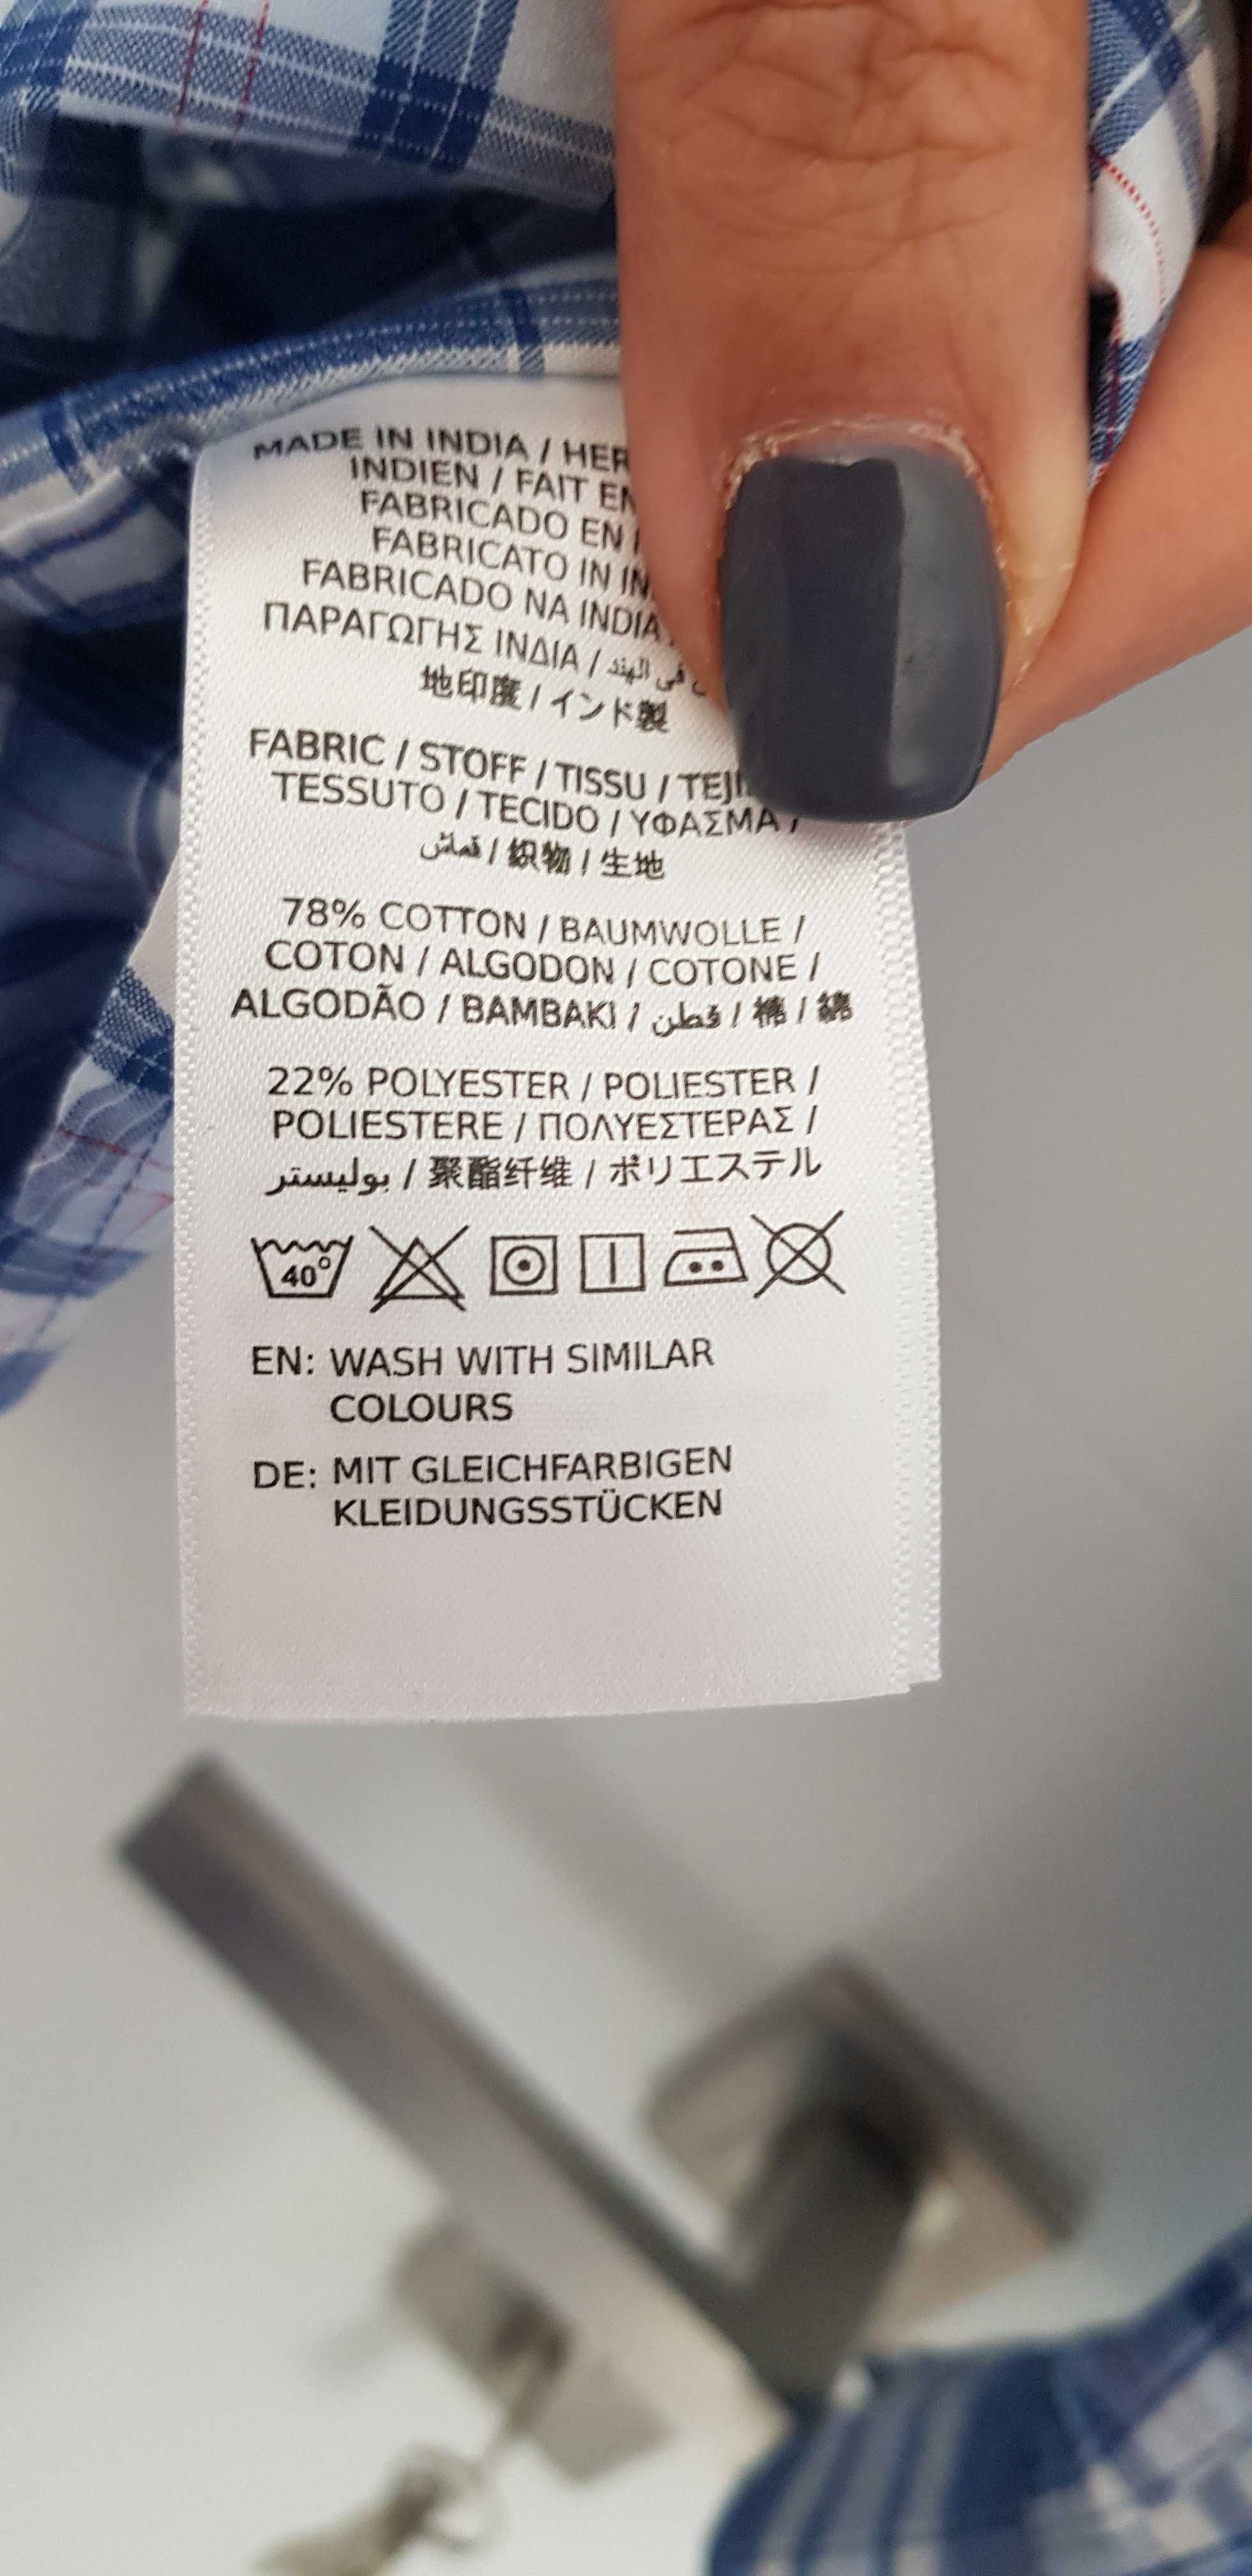 MADE IN INDIA /
INDIEN / FAIT
FABRICADO EN
FABRICATO IN
FABRICADO NA INDIA
ΠΑΡΑΓΩΓΗΣ ΙΝΔΙΑ / في الهند
地印度 / インド製
FABRIC / STOFF / TISSU /
TESSUTO / TECIDO / ΥΦΑΣΜΑ /
قماش / 织物 / 生地
78% COTTON / BAUMWOLLE /
COTON / ALGODON / COTONE /
ALGODÃO / BAMBAKI / قطن / 棉 / 綿
22% POLYESTER / POLIESTER /
POLIESTERE / ΠΟΛΥΕΣΤΕΡΑΣ /
بوليستر / 聚酯纤维 / ポリエステル
40°
EN: WASH WITH SIMILAR
COLOURS
DE: MIT GLEICHFARBIGEN
KLEIDUNGSSTÜCKEN